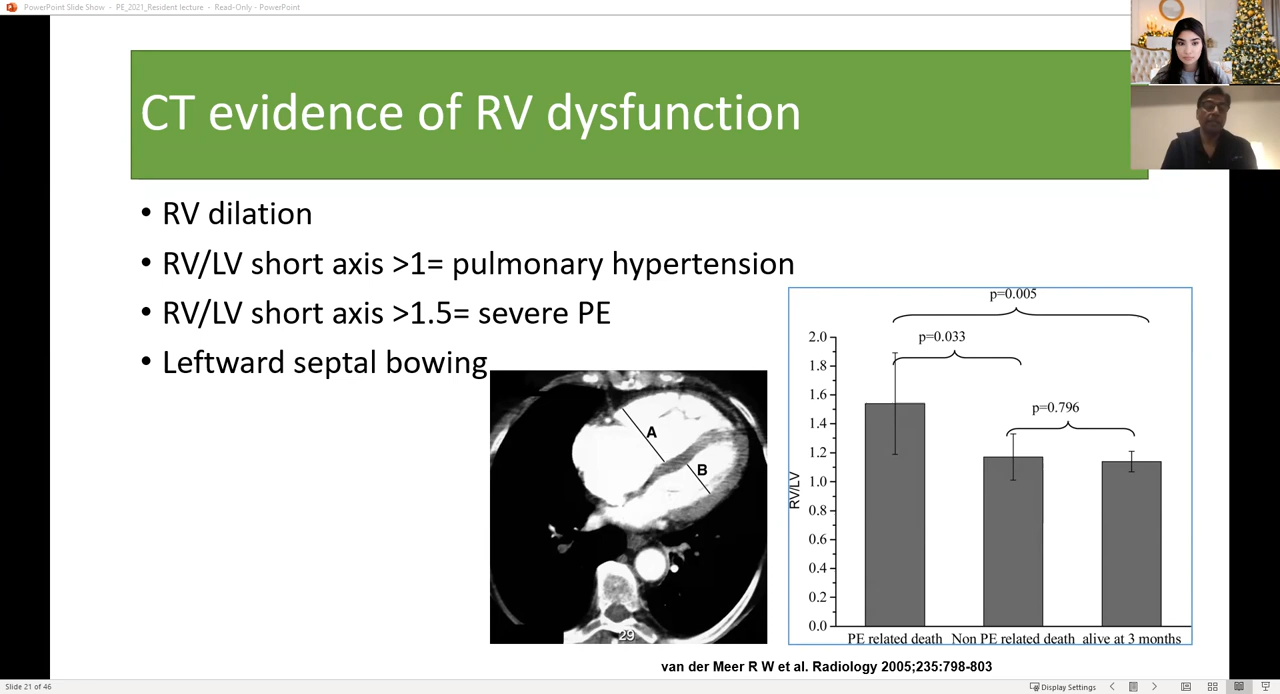 PowerPoint Slide Show - PE_2021_Resident lecture - Read-Only - PowerPoint
CT evidence of RV dysfunction
• RV dilation
• RV/LV short axis >1= pulmonary hypertension
• RV/LV short axis >1.5= severe PE
• Leftward septal bowing
A
B
29
p=0.005
p=0.033
p=0.796
2.0
1.8
1.6
1.4
1.2
1.0
0.8
0.6
0.4
0.2
0.0
RV/LV
PE related death Non PE related death alive at 3 months
van der Meer R W et al. Radiology 2005;235:798-803
Slide 21 of 46
Display Settings